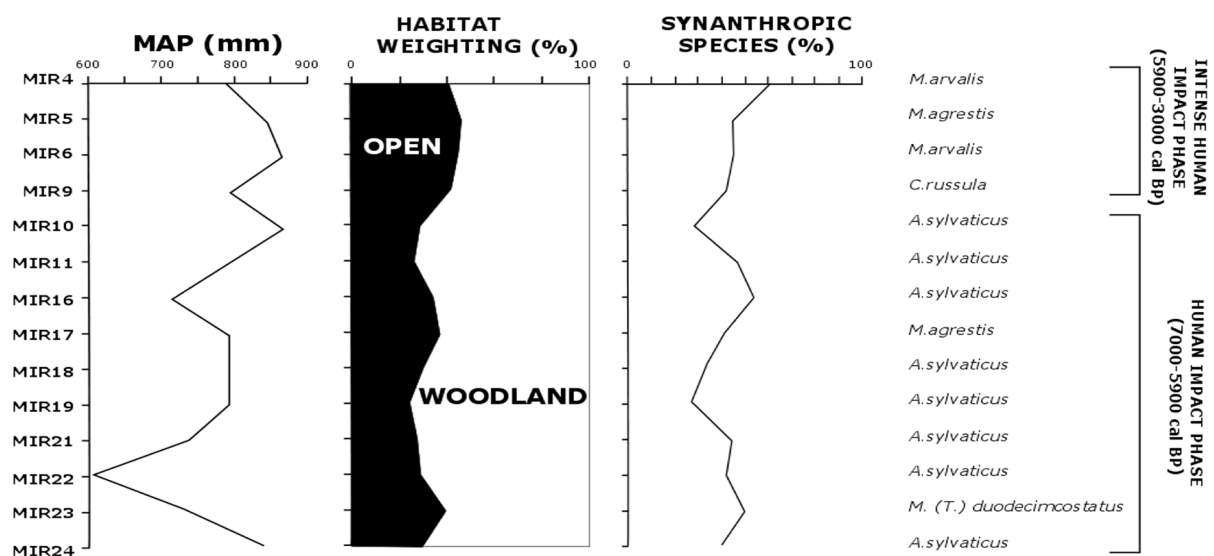 MAP (mm)
600 700 800 900
HABITAT
WEIGHTING (%)
0 100
SYNANTHROPIC
SPECIES (%)
0 100
MIR4
MIR5
MIR6
MIR9
MIR10
MIR11
MIR16
MIR17
MIR18
MIR19
MIR21
MIR22
MIR23
MIR24
OPEN
WOODLAND
M.arvalis
M.agrestis
M.arvalis
C.russula
A.sylvaticus
A.sylvaticus
A.sylvaticus
M.agrestis
A.sylvaticus
A.sylvaticus
A.sylvaticus
A.sylvaticus
M. (T.) duodecimcostatus
A.sylvaticus
INTENSE HUMAN
IMPACT PHASE
(5900-3000 cal BP)
HUMAN IMPACT PHASE
(7000-5900 cal BP)